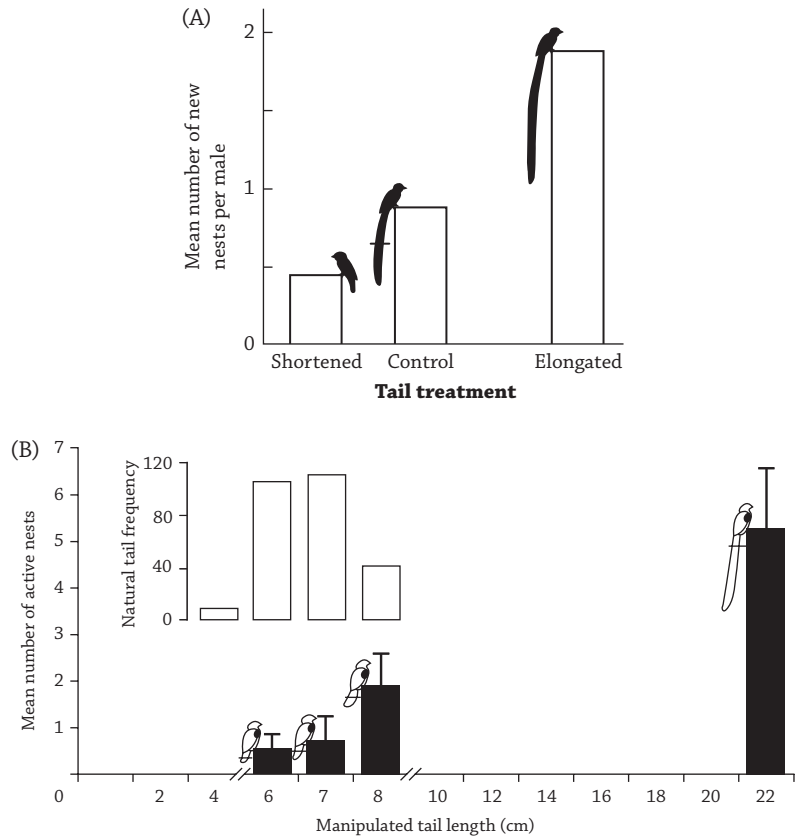 (A)
Mean number of new
nests per male
2
1
0
Shortened Control Elongated
Tail treatment
(B)
Mean number of active nests
7
6
5
4
3
2
1
Natural tail frequency
120
80
40
0
0 2 4 6 7 8 10 12 14 16 18 20 22
Manipulated tail length (cm)